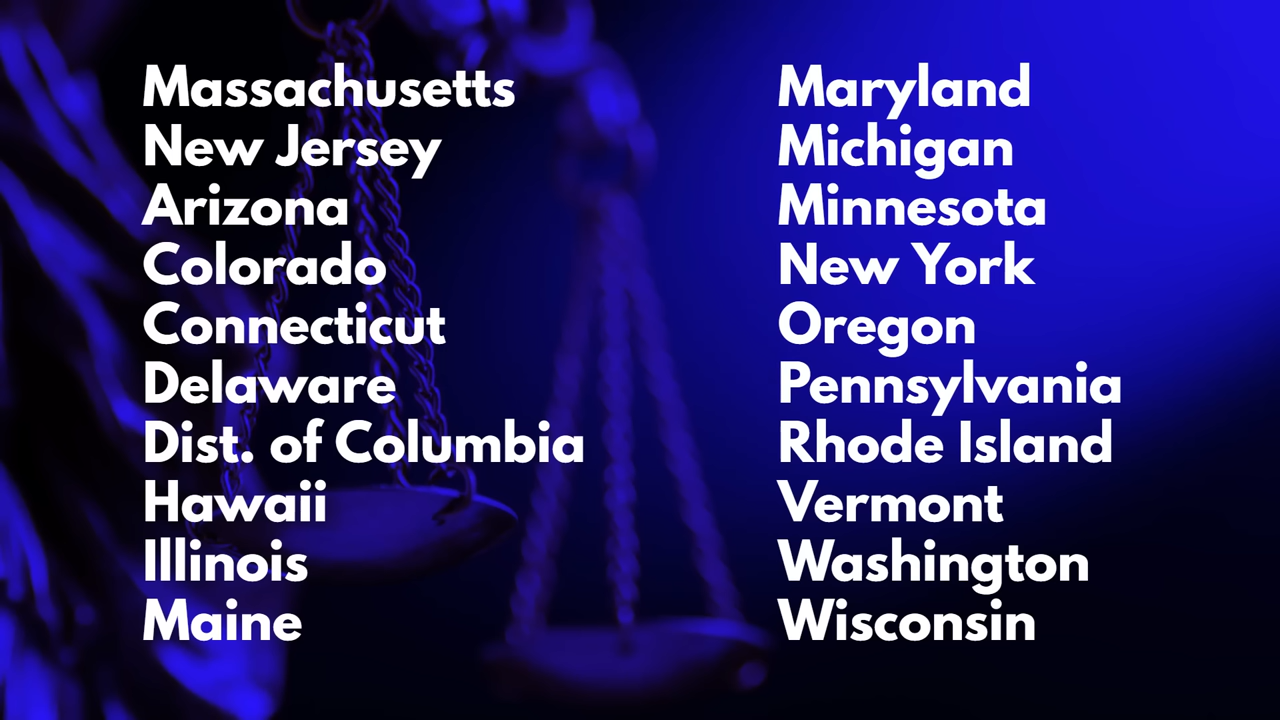 Massachusetts
New Jersey
Arizona
Colorado
Connecticut
Delaware
Dist. of Columbia
Hawaii
Illinois
Maine
Maryland
Michigan
Minnesota
New York
Oregon
Pennsylvania
Rhode Island
Vermont
Washington
Wisconsin